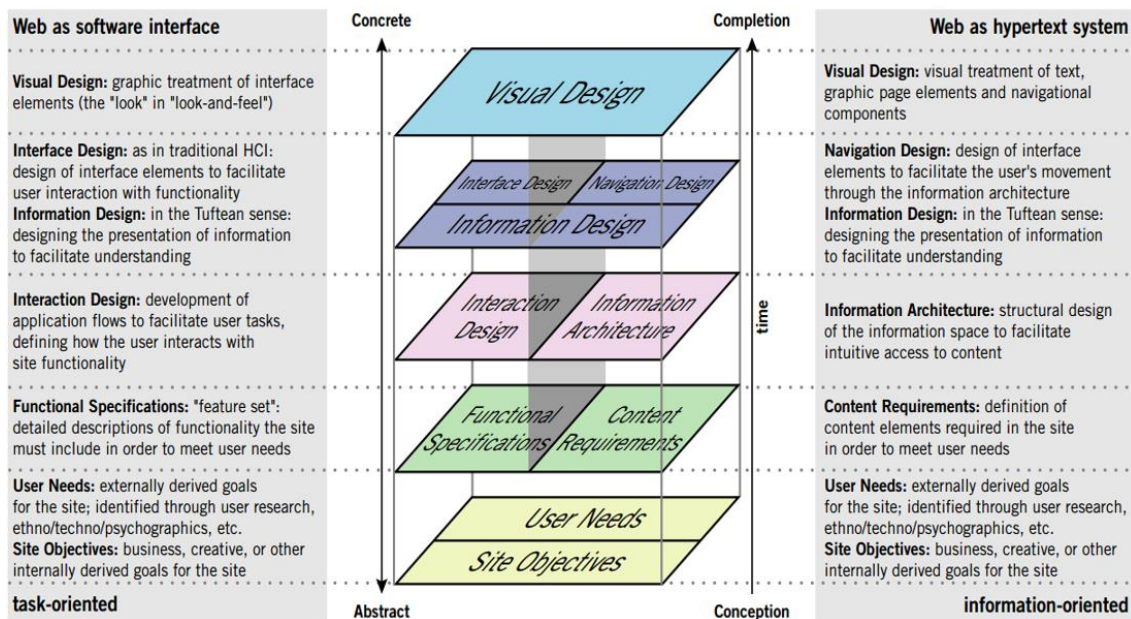 Web as software interface
Visual Design: graphic treatment of interface
elements (the "look" in "look-and-feel")
Interface Design: as in traditional HCI:
design of interface elements to facilitate
user interaction with functionality
Information Design: in the Tuftean sense:
designing the presentation of information
to facilitate understanding
Interaction Design: development of
application flows to facilitate user tasks,
defining how the user interacts with
site functionality
Functional Specifications: "feature set":
detailed descriptions of functionality the site
must include in order to meet user needs
User Needs: externally derived goals
for the site; identified through user research,
ethno/techno/psychographics, etc.
Site Objectives: business, creative, or other
internally derived goals for the site
task-oriented
Concrete
Completion
Visual Design
Interface Design
Navigation Design
Information Design
Interaction
Design
Information
Architecture
Functional
Specifications
Content
Requirements
User Needs
Site Objectives
time
Abstract
Conception
Web as hypertext system
Visual Design: visual treatment of text,
graphic page elements and navigational
components
Navigation Design: design of interface
elements to facilitate the user's movement
through the information architecture
Information Design: in the Tuftean sense:
designing the presentation of information
to facilitate understanding
Information Architecture: structural design
of the information space to facilitate
intuitive access to content
Content Requirements: definition of
content elements required in the site
in order to meet user needs
User Needs: externally derived goals
for the site; identified through user research,
ethno/techno/psychographics, etc.
Site Objectives: business, creative, or other
internally derived goals for the site
information-oriented